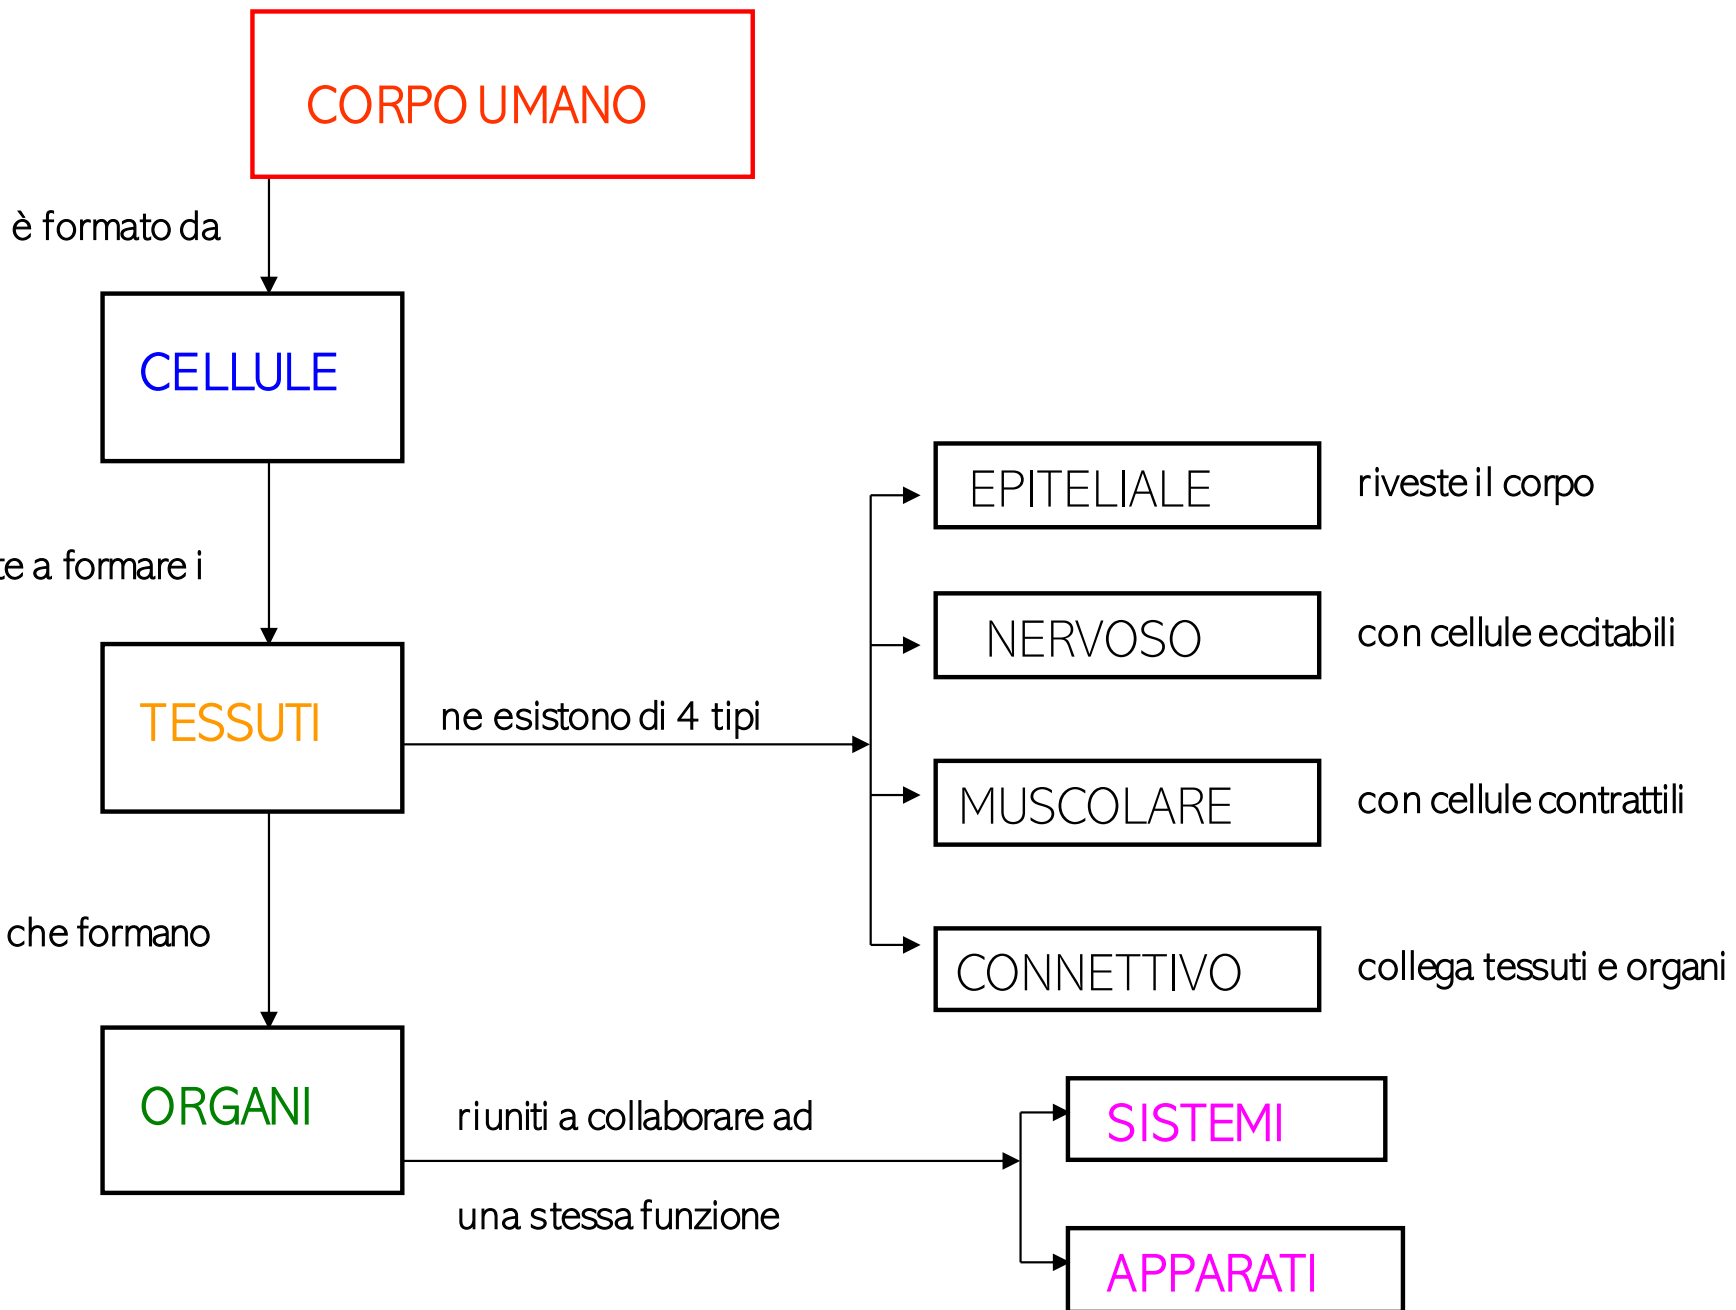 CORPO UMANO
è formato da
CELLULE
a formare i
TESSUTI
ne esistono di 4 tipi
EPITELIALE
riveste il corpo
NERVOSO
con cellule eccitabili
MUSCOLARE
con cellule contrattili
CONNETTIVO
collega tessuti e organi
che formano
ORGANI
riuniti a collaborare ad
una stessa funzione
SISTEMI
APPARATI